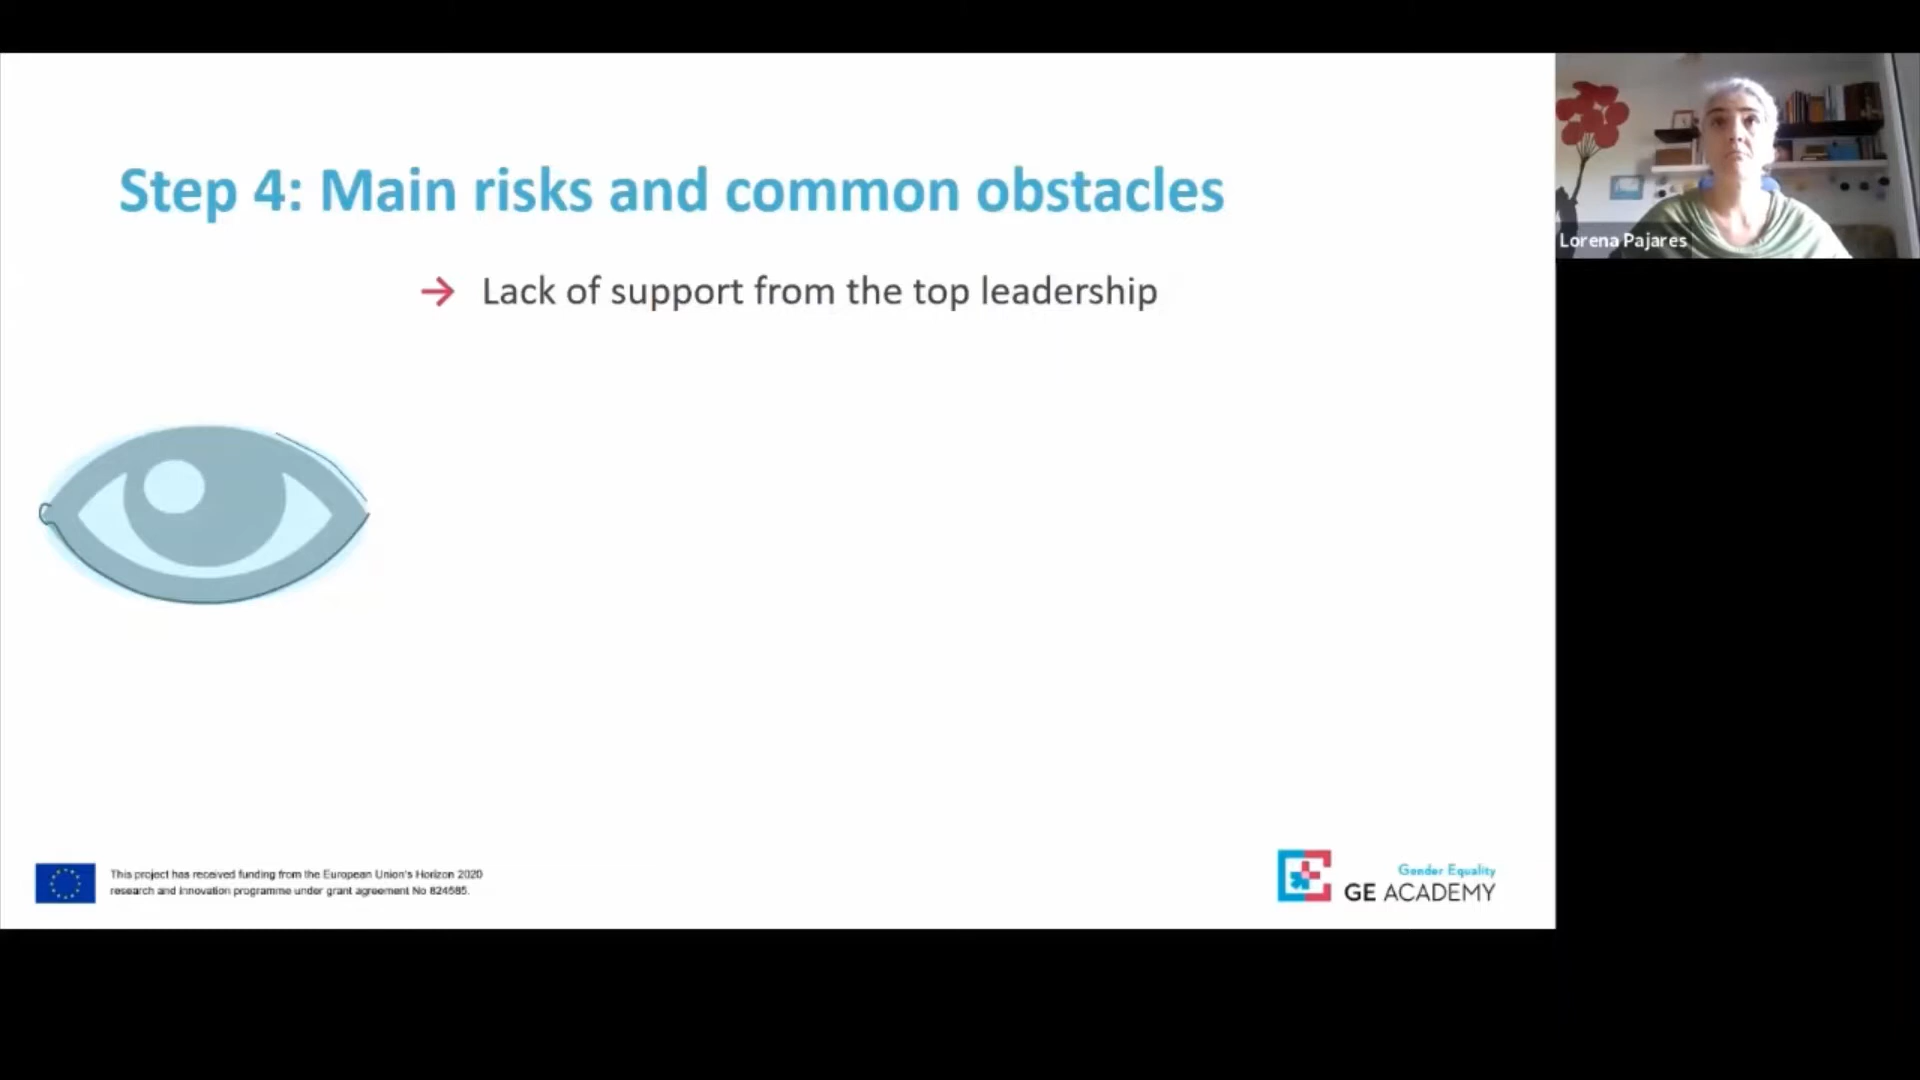 Step 4: Main risks and common obstacles
→ Lack of support from the top leadership
Lorena Pajares
This project has received funding from the European Union's Horizon 2020
research and innovation programme under grant agreement No 824585.
Gender Equality
GE ACADEMY